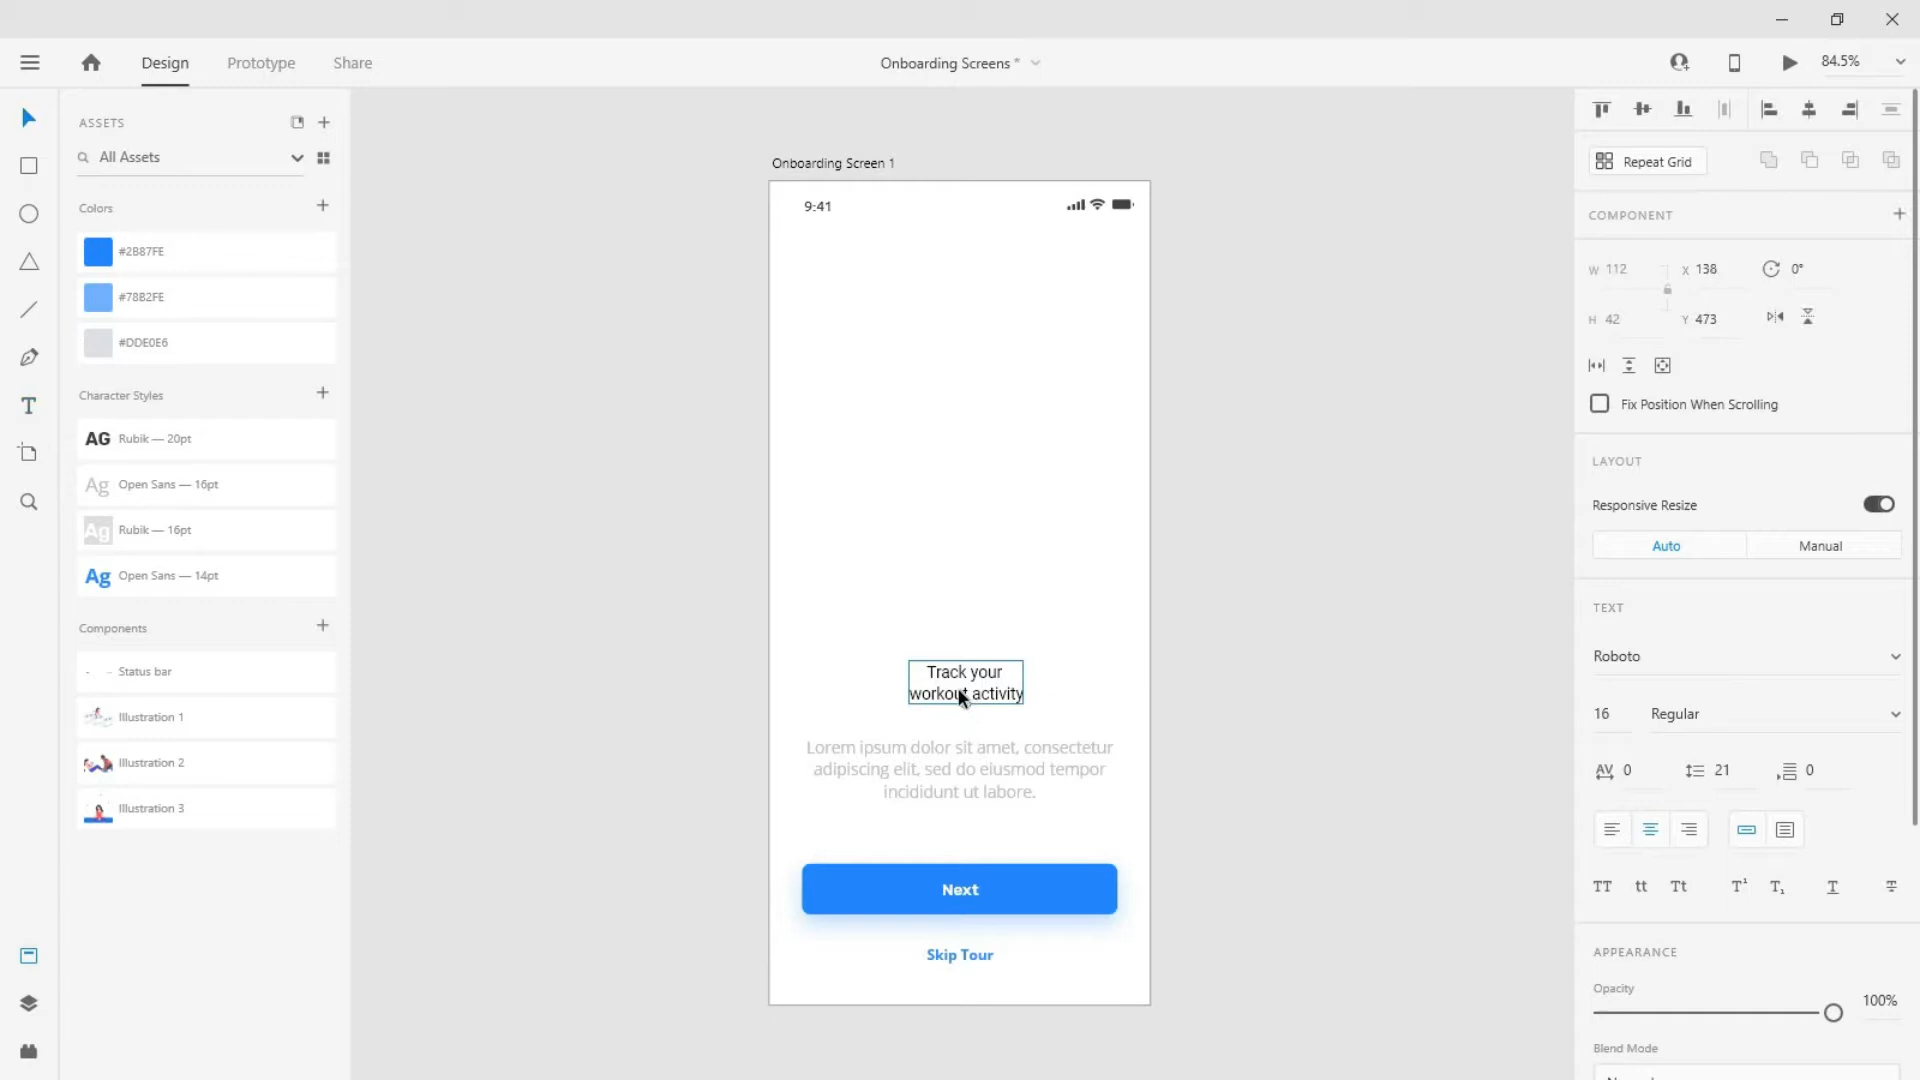 Design
Prototype
Share
Onboarding Screens *
84.5%
ASSETS
All Assets
Colors
#2B87FE
#78B2FE
#DDE0E6
Character Styles
AG Rubik — 20pt
Ag Open Sans — 16pt
Ag Rubik — 16pt
Ag Open Sans — 14pt
Components
Status bar
Illustration 1
Illustration 2
Illustration 3
Onboarding Screen 1
9:41
Track your
workout activity
Lorem ipsum dolor sit amet, consectetur
adipiscing elit, sed do eiusmod tempor
incididunt ut labore.
Next
Skip Tour
Repeat Grid
COMPONENT
W 112 X 138 0°
H 42 Y 473
Fix Position When Scrolling
LAYOUT
Responsive Resize
Auto Manual
TEXT
Roboto
16 Regular
AV 0 21 0
TT tt Tt T¹ T₁ T T
APPEARANCE
Opacity
100%
Blend Mode